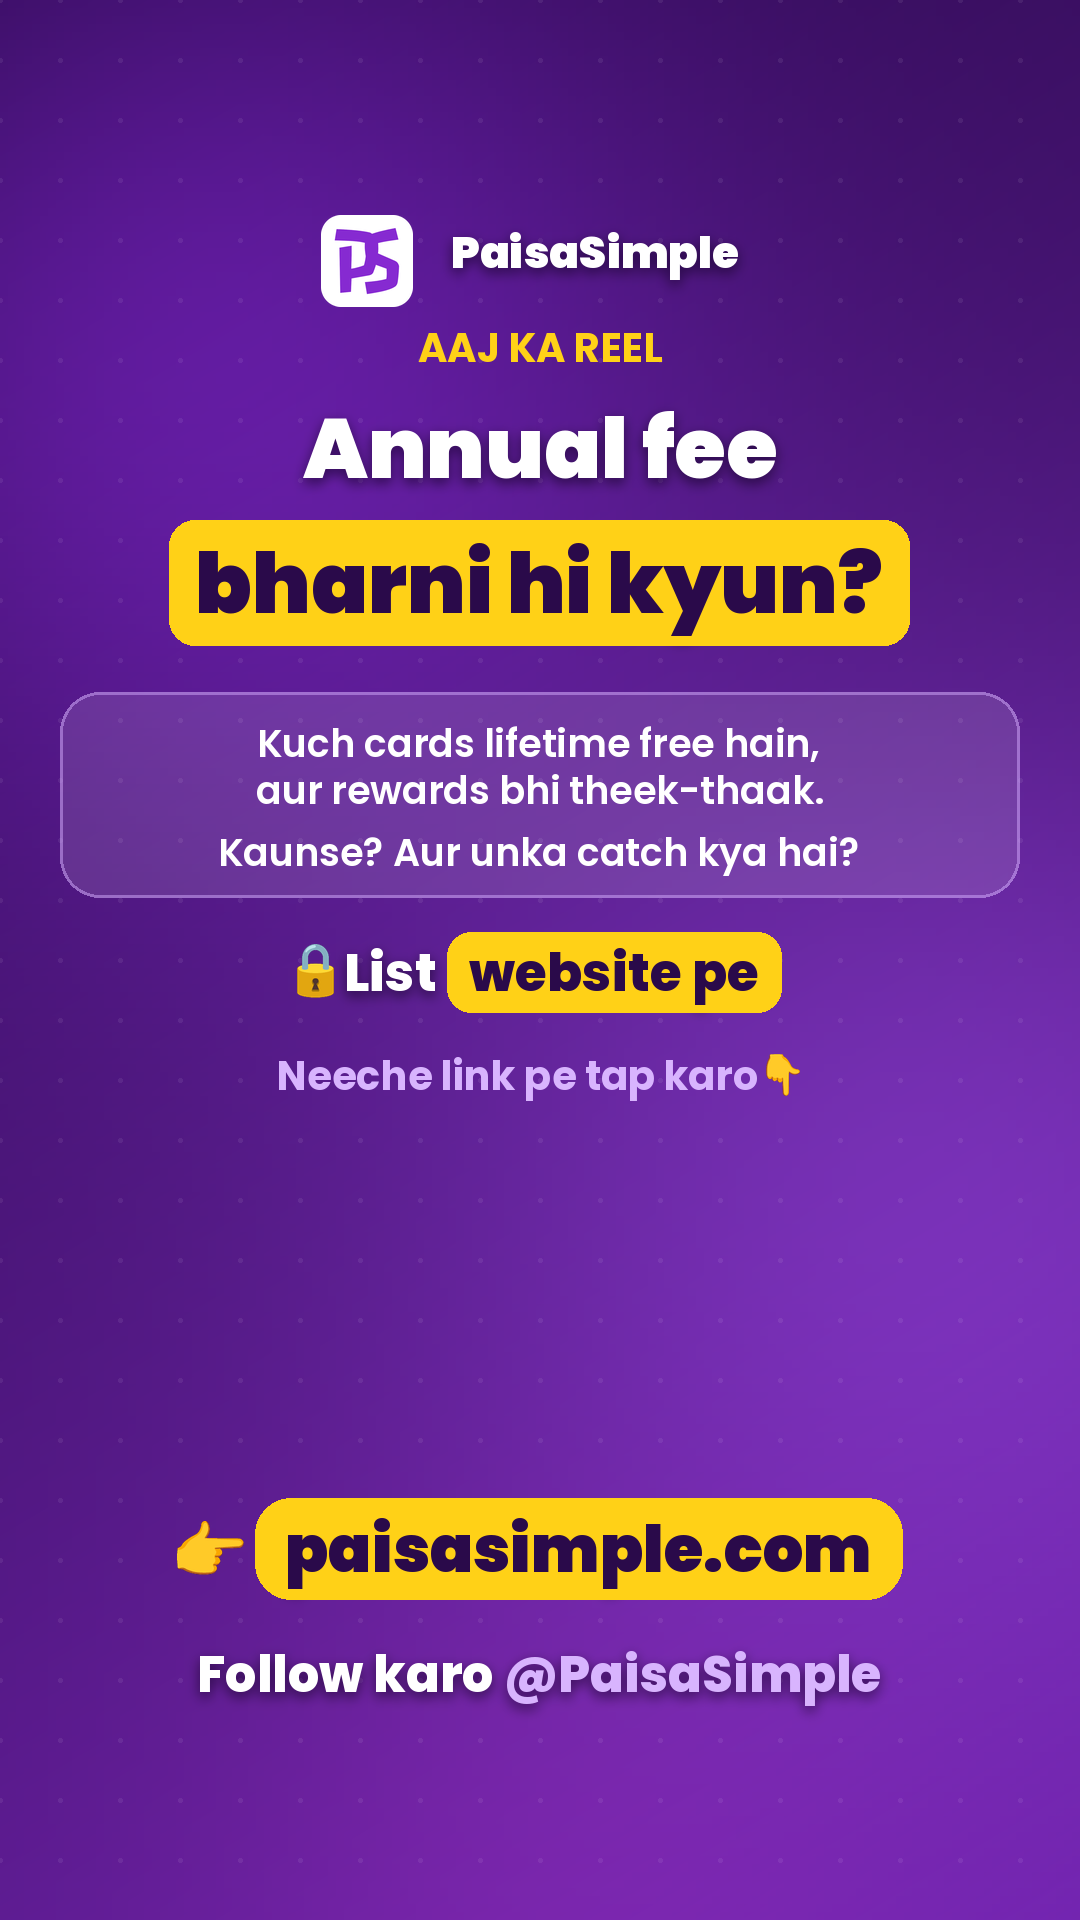 PS PaisaSimple
AAJ KA REEL
Annual fee
bharni hi kyun?
Kuch cards lifetime free hain,
aur rewards bhi theek-thaak.
Kaunse? Aur unka catch kya hai?
🔒List website pe
Neeche link pe tap karo👇
👉 paisasimple.com
Follow karo @PaisaSimple